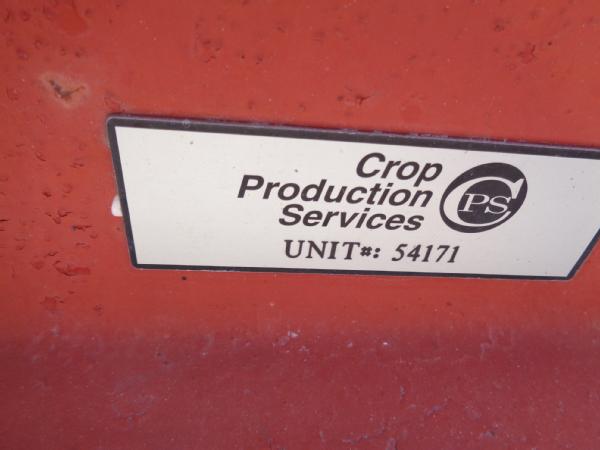 Crop
Production
Services
CPS
UNIT#: 54171